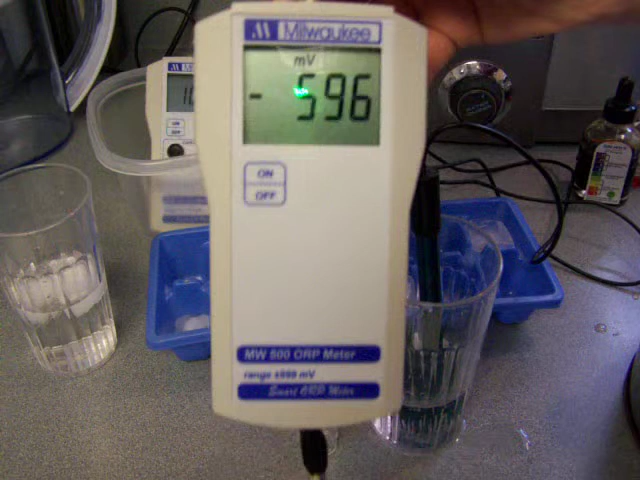 Milwaukee
mV
- 596
ON
OFF
MW 500 ORP Meter
range ±999 mV
Smart ORP Meter